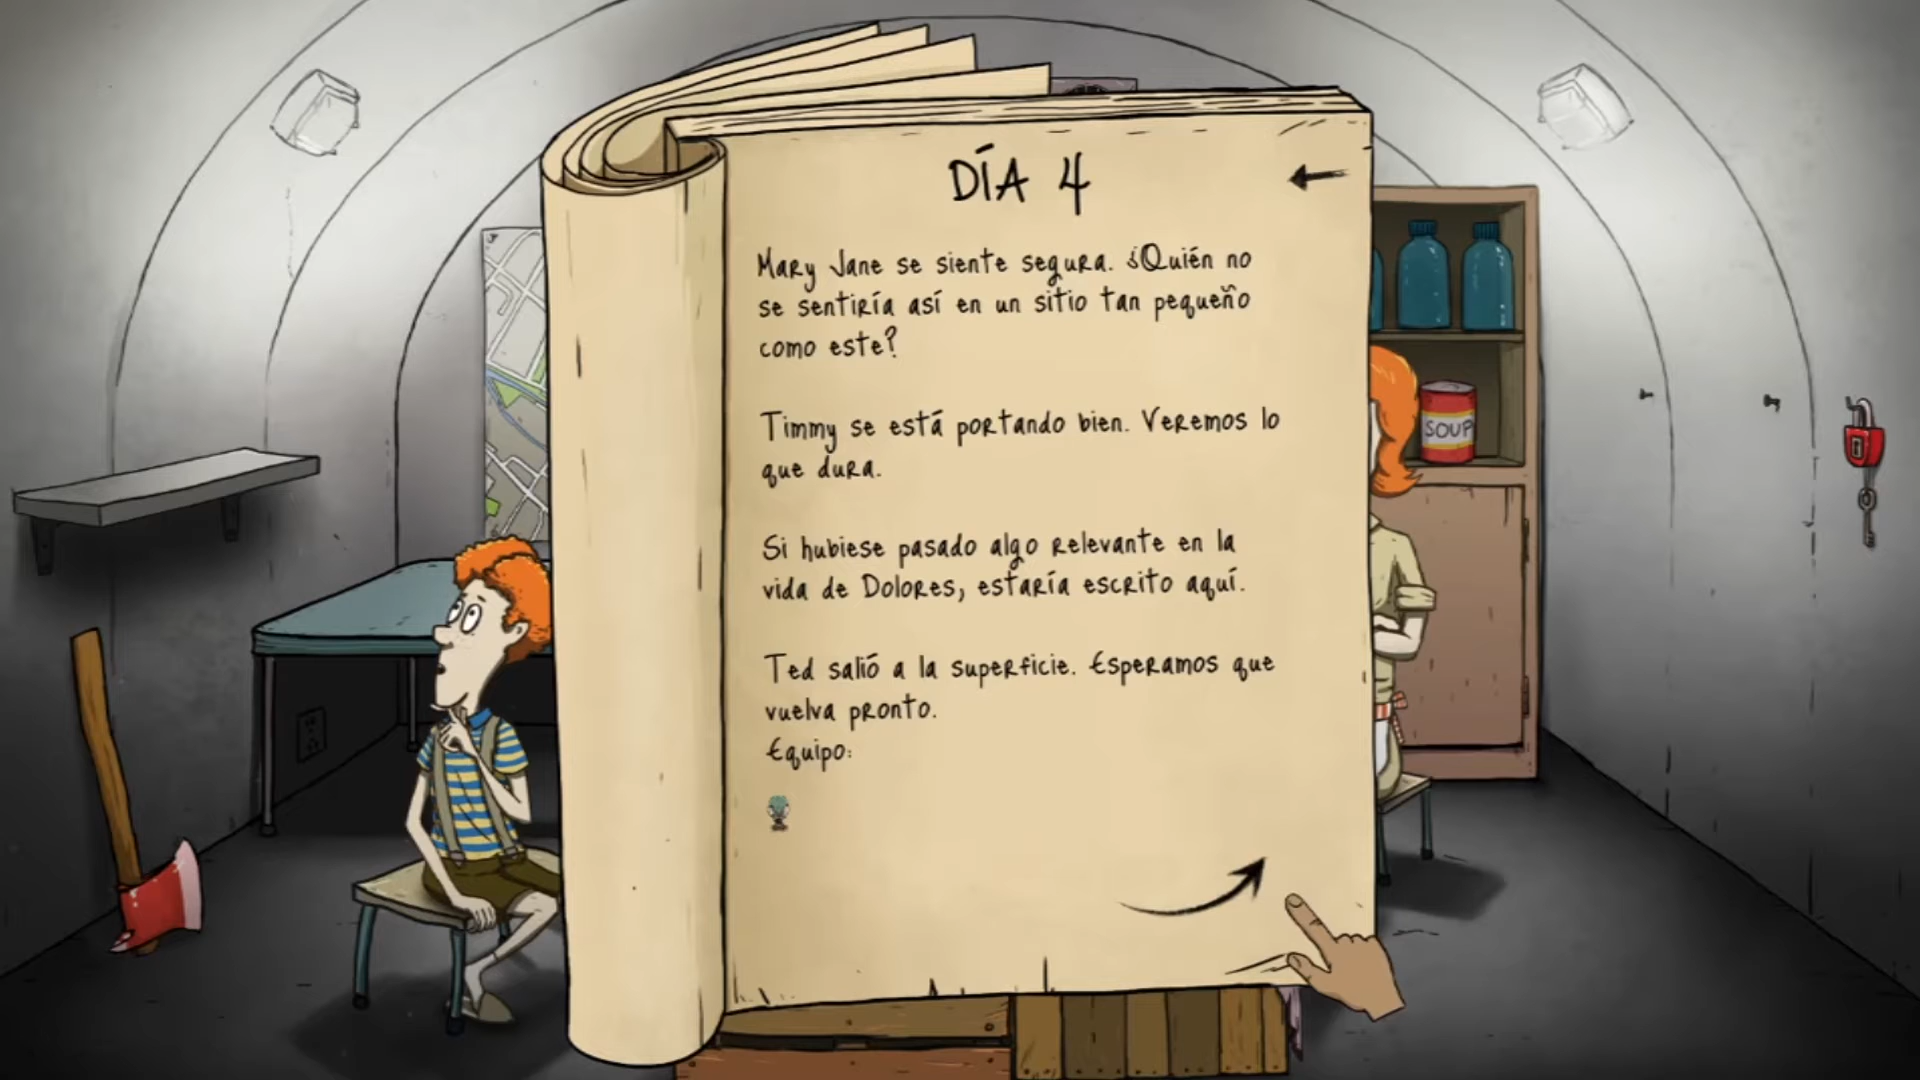 DÍA 4
Mary Jane se siente segura. ¿Quién no
se sentiría así en un sitio tan pequeño
como este?
Timmy se está portando bien. Veremos lo
que dura.
Si hubiese pasado algo relevante en la
vida de Dolores, estaría escrito aquí.
Ted salió a la superficie. Esperamos que
vuelva pronto.
Equipo:
SOUP